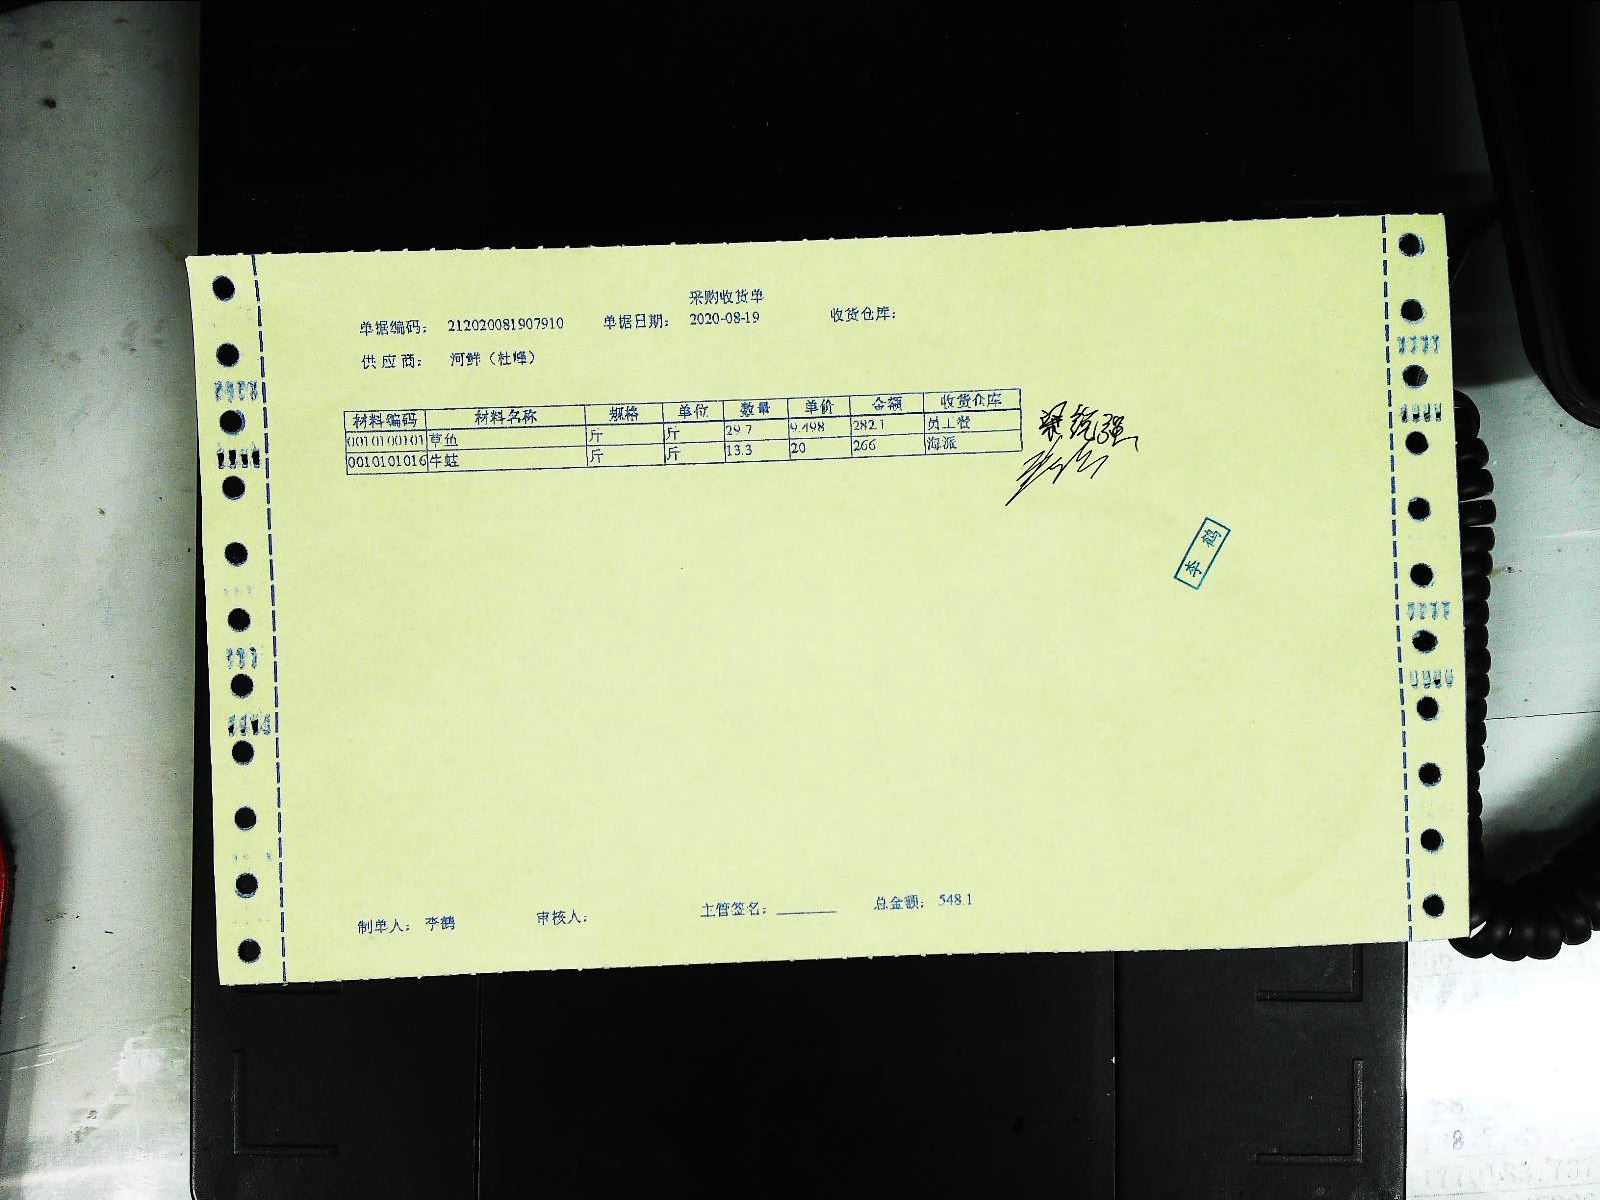 采购收货单
单据编码: 212020081907910 单据日期: 2020-08-19 收货仓库:
供应商: 河鲜（杜峰）
材料编码 材料名称 规格 单位 数量 单价 金额 收货仓库
0010100101 草鱼 斤 斤 29.7 9.498 282.1 员工餐
0010101016 牛蛙 斤 斤 13.3 20 266 海派
李鹤
制单人: 李鹤 审核人: 主管签名: 总金额: 548.1